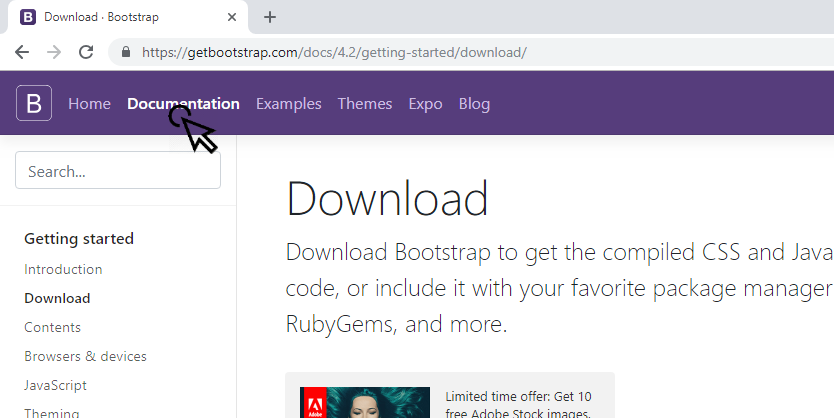 Download · Bootstrap
https://getbootstrap.com/docs/4.2/getting-started/download/
B Home Documentation Examples Themes Expo Blog
Search...
Getting started
Introduction
Download
Contents
Browsers & devices
JavaScript
Theming
Download
Download Bootstrap to get the compiled CSS and Java
code, or include it with your favorite package manager
RubyGems, and more.
Adobe
Limited time offer: Get 10
free Adobe Stock images.